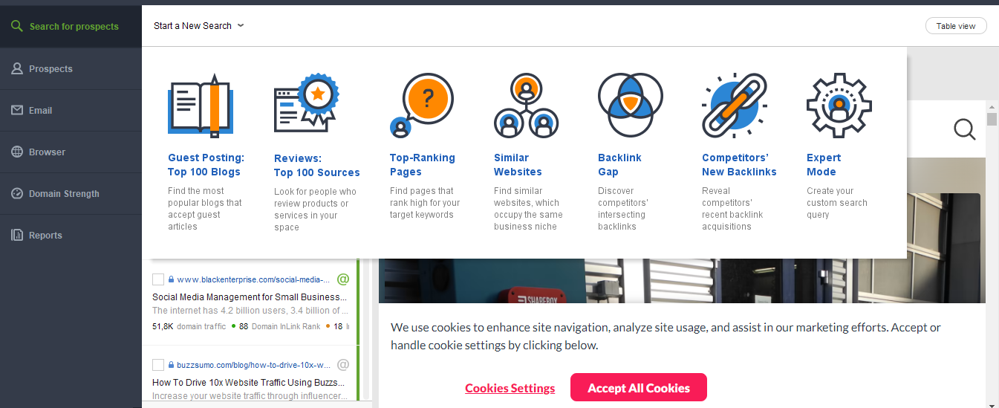 Search for prospects
Prospects
Email
Browser
Domain Strength
Reports
Start a New Search
Table view
Guest Posting:
Top 100 Blogs
Find the most
popular blogs that
accept guest
articles
Reviews:
Top 100 Sources
Look for people who
review products or
services in your
space
?
Top-Ranking
Pages
Find pages that
rank high for your
target keywords
Similar
Websites
Find similar
websites, which
occupy the same
business niche
Backlink
Gap
Discover
competitors'
intersecting
backlinks
Competitors'
New Backlinks
Reveal
competitors'
recent backlink
acquisitions
Expert
Mode
Create your
custom search
query
www.blackenterprise.com/social-media-... @
Social Media Management for Small Business...
The internet has 4.2 billion users, 3.4 billion of ...
51,8K domain traffic • 88 Domain InLink Rank • 18
buzzsumo.com/blog/how-to-drive-10x-w... @
How To Drive 10x Website Traffic Using Buzzs...
Increase your website traffic through influencer...
SHAREBOX
We use cookies to enhance site navigation, analyze site usage, and assist in our marketing efforts. Accept or
handle cookie settings by clicking below.
Cookies Settings
Accept All Cookies